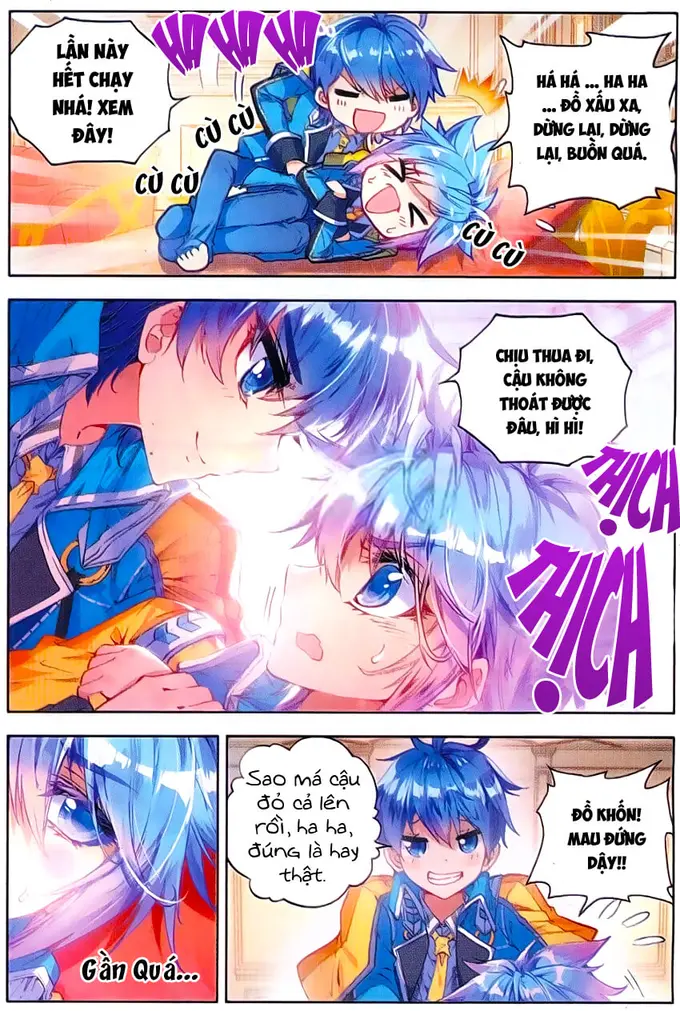 LẦN NÀY
HẾT CHẠY
NHÁ! XEM
ĐÂY!
HA HA HA
CÙ CÙ
CÙ CÙ
HÁ HÁ ... HA HA
... ĐỒ XẤU XA,
DỪNG LẠI, DỪNG
LẠI, BUỒN QUÁ.
CÙ CÙ
CHỊU THUA ĐI,
CẬU KHÔNG
THOÁT ĐƯỢC
ĐÂU, HÌ HÌ!
THỊCH
THỊCH
Gần Quá...
Sao má cậu
đỏ cả lên
rồi, ha ha,
đúng là hay
thật.
ĐỒ KHỐN!
MAU ĐỨNG
DẬY!!